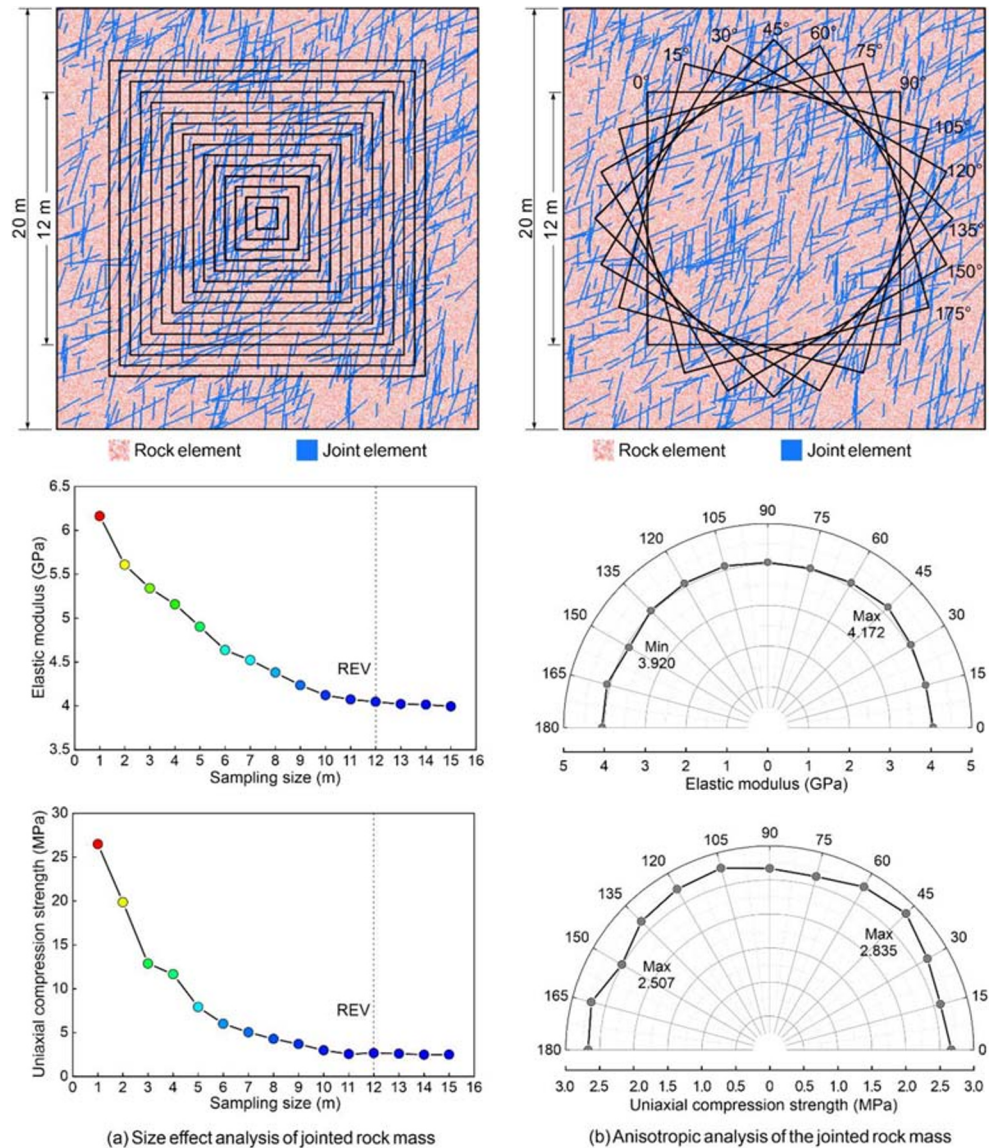 20 m
12 m
Rock element
Joint element
20 m
12 m
0°
15°
30°
45°
60°
75°
90°
105°
120°
135°
150°
175°
Rock element
Joint element
Elastic modulus (GPa)
6.5
6
5.5
5
4.5
4
3.5
REV
0 1 2 3 4 5 6 7 8 9 10 11 12 13 14 15 16
Sampling size (m)
180
165
150
135
120
105
90
75
60
45
30
15
0
Min
3.920
Max
4.172
5 4 3 2 1 0 1 2 3 4 5
Elastic modulus (GPa)
Uniaxial compression strength (MPa)
30
25
20
15
10
5
0
REV
0 1 2 3 4 5 6 7 8 9 10 11 12 13 14 15 16
Sampling size (m)
180
165
150
135
120
105
90
75
60
45
30
15
0
Max
2.507
Max
2.835
3.0 2.5 2.0 1.5 1.0 0.5 0 0.5 1.0 1.5 2.0 2.5 3.0
Uniaxial compression strength (MPa)
(a) Size effect analysis of jointed rock mass
(b) Anisotropic analysis of the jointed rock mass